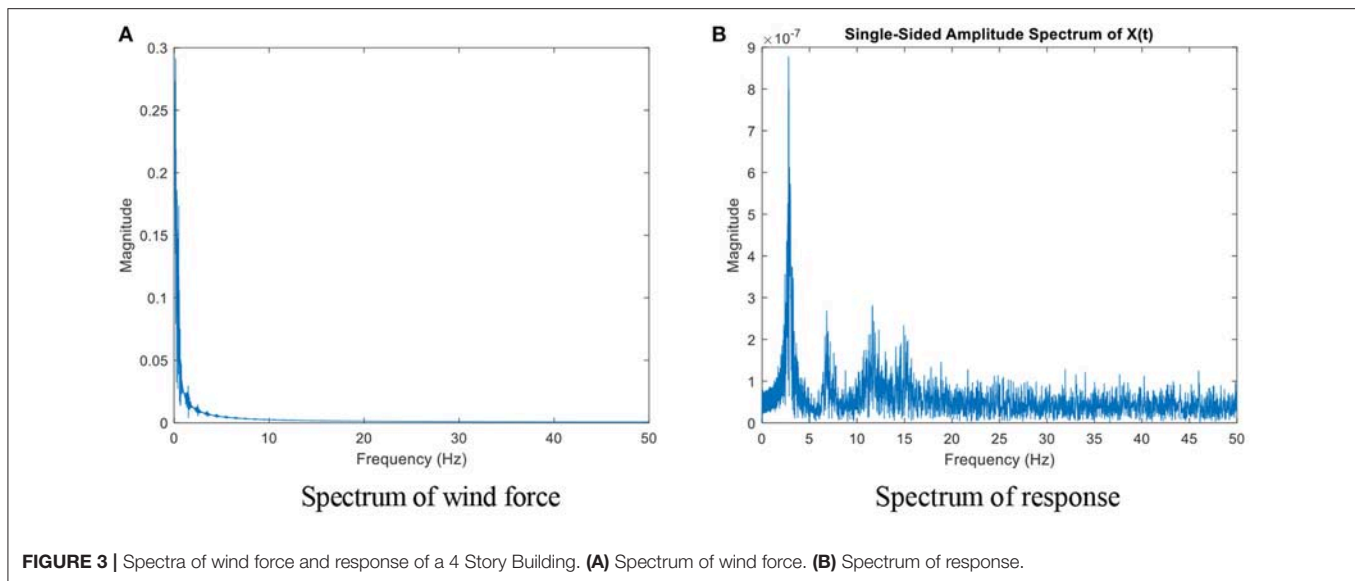 A
0.3
0.25
0.2
0.15
0.1
0.05
0
Magnitude
0 10 20 30 40 50
Frequency (Hz)
Spectrum of wind force
B
×10⁻⁷
Single-Sided Amplitude Spectrum of X(t)
9
8
7
6
5
4
3
2
1
0
Magnitude
0 5 10 15 20 25 30 35 40 45 50
Frequency (Hz)
Spectrum of response
FIGURE 3 | Spectra of wind force and response of a 4 Story Building. (A) Spectrum of wind force. (B) Spectrum of response.